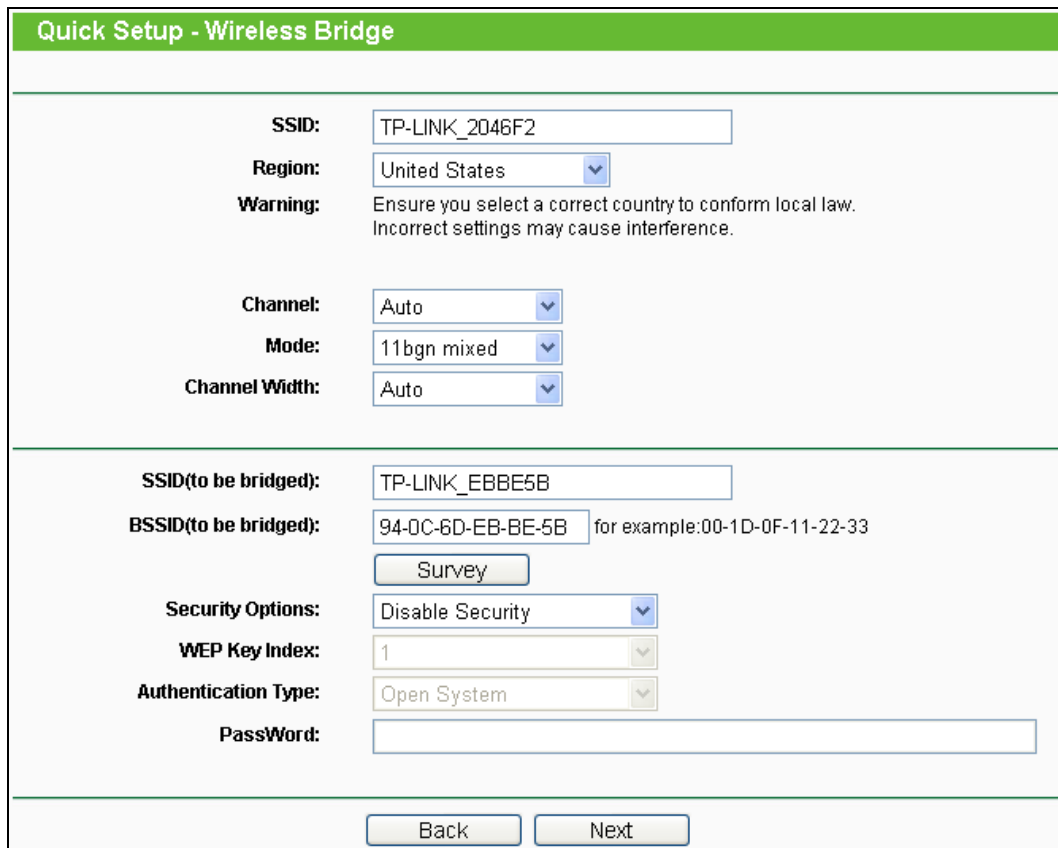 Quick Setup - Wireless Bridge
SSID: TP-LINK_2046F2
Region: United States
Warning: Ensure you select a correct country to conform local law.
Incorrect settings may cause interference.
Channel: Auto
Mode: 11bgn mixed
Channel Width: Auto
SSID(to be bridged): TP-LINK_EBBE5B
BSSID(to be bridged): 94-0C-6D-EB-BE-5B for example:00-1D-0F-11-22-33
Survey
Security Options: Disable Security
WEP Key Index: 1
Authentication Type: Open System
PassWord:
Back Next